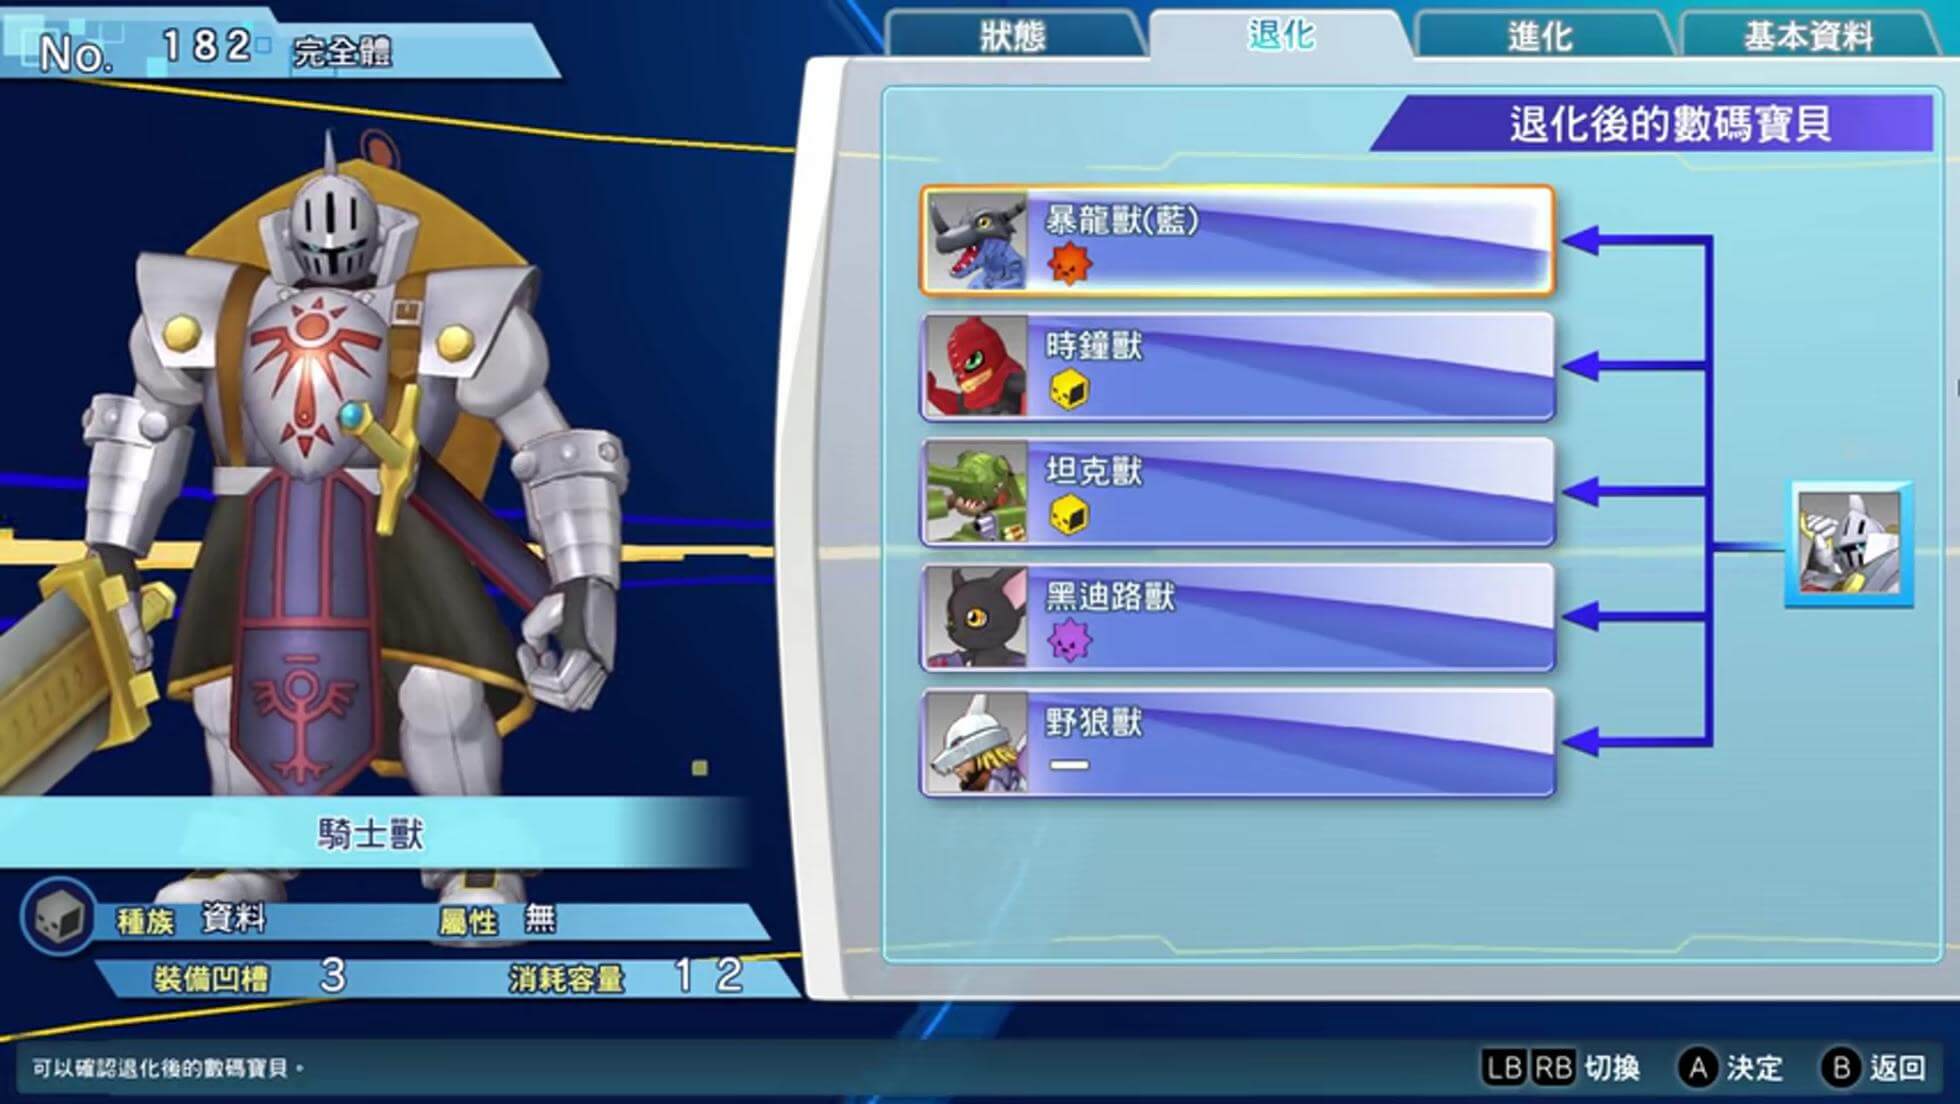 No. 182 完全體
狀態 退化 進化 基本資料
退化後的數碼寶貝
暴龍獸(藍)
時鐘獸
坦克獸
黑迪路獸
野狼獸
騎士獸
種族 資料 屬性 無
裝備凹槽 3 消耗容量 12
可以確認退化後的數碼寶貝。
LB RB 切換 A 決定 B 返回